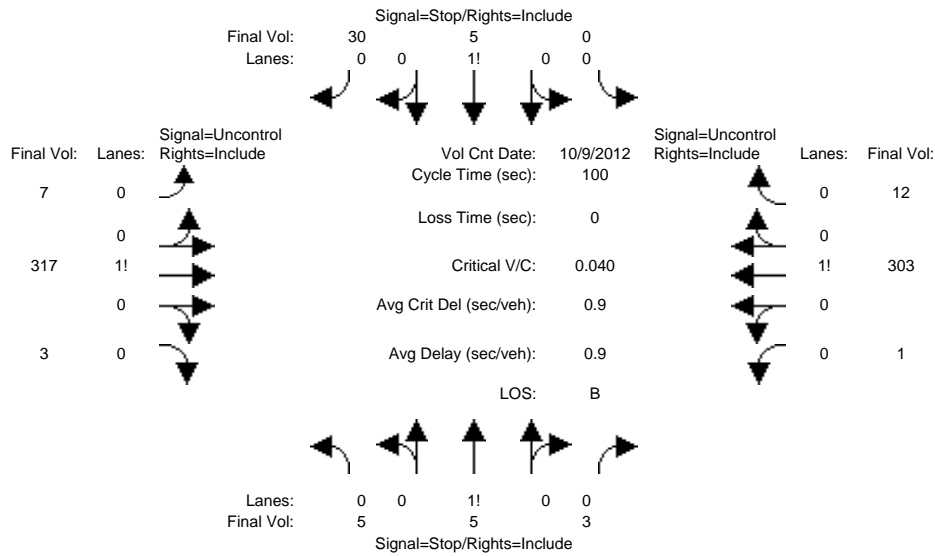 Signal=Stop/Rights=Include
Final Vol: 30 5 0
Lanes: 0 0 1! 0 0
Signal=Uncontrol
Final Vol: Lanes: Rights=Include
Vol Cnt Date: 10/9/2012
Signal=Uncontrol
Rights=Include Lanes: Final Vol:
Cycle Time (sec): 100
7 0
0 12
Loss Time (sec): 0
0
0
317 1!
Critical V/C: 0.040
1! 303
0
Avg Crit Del (sec/veh): 0.9
0
3 0
Avg Delay (sec/veh): 0.9
0 1
LOS: B
Lanes: 0 0 1! 0 0
Final Vol: 5 5 3
Signal=Stop/Rights=Include